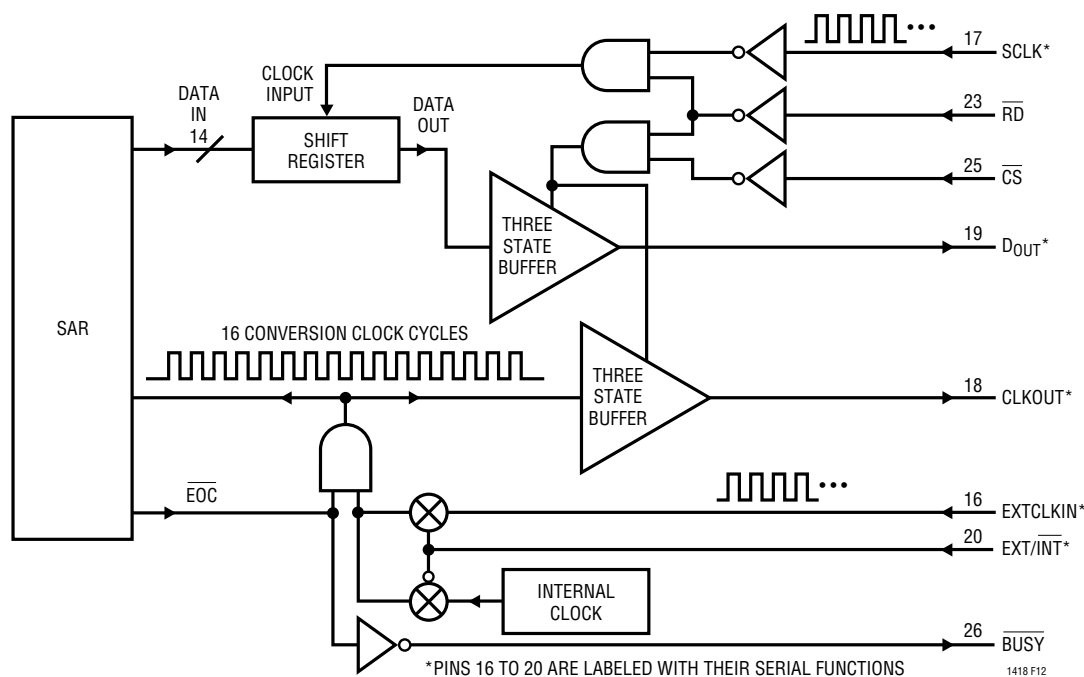 17
SCLK*
CLOCK
INPUT
DATA
IN
14
DATA
OUT
23
RD
SHIFT
REGISTER
25
CS
THREE
STATE
BUFFER
19
DOUT*
SAR
16 CONVERSION CLOCK CYCLES
THREE
STATE
BUFFER
18
CLKOUT*
EOC
16
EXTCLKIN*
20
EXT/INT*
INTERNAL
CLOCK
26
BUSY
*PINS 16 TO 20 ARE LABELED WITH THEIR SERIAL FUNCTIONS
1418 F12